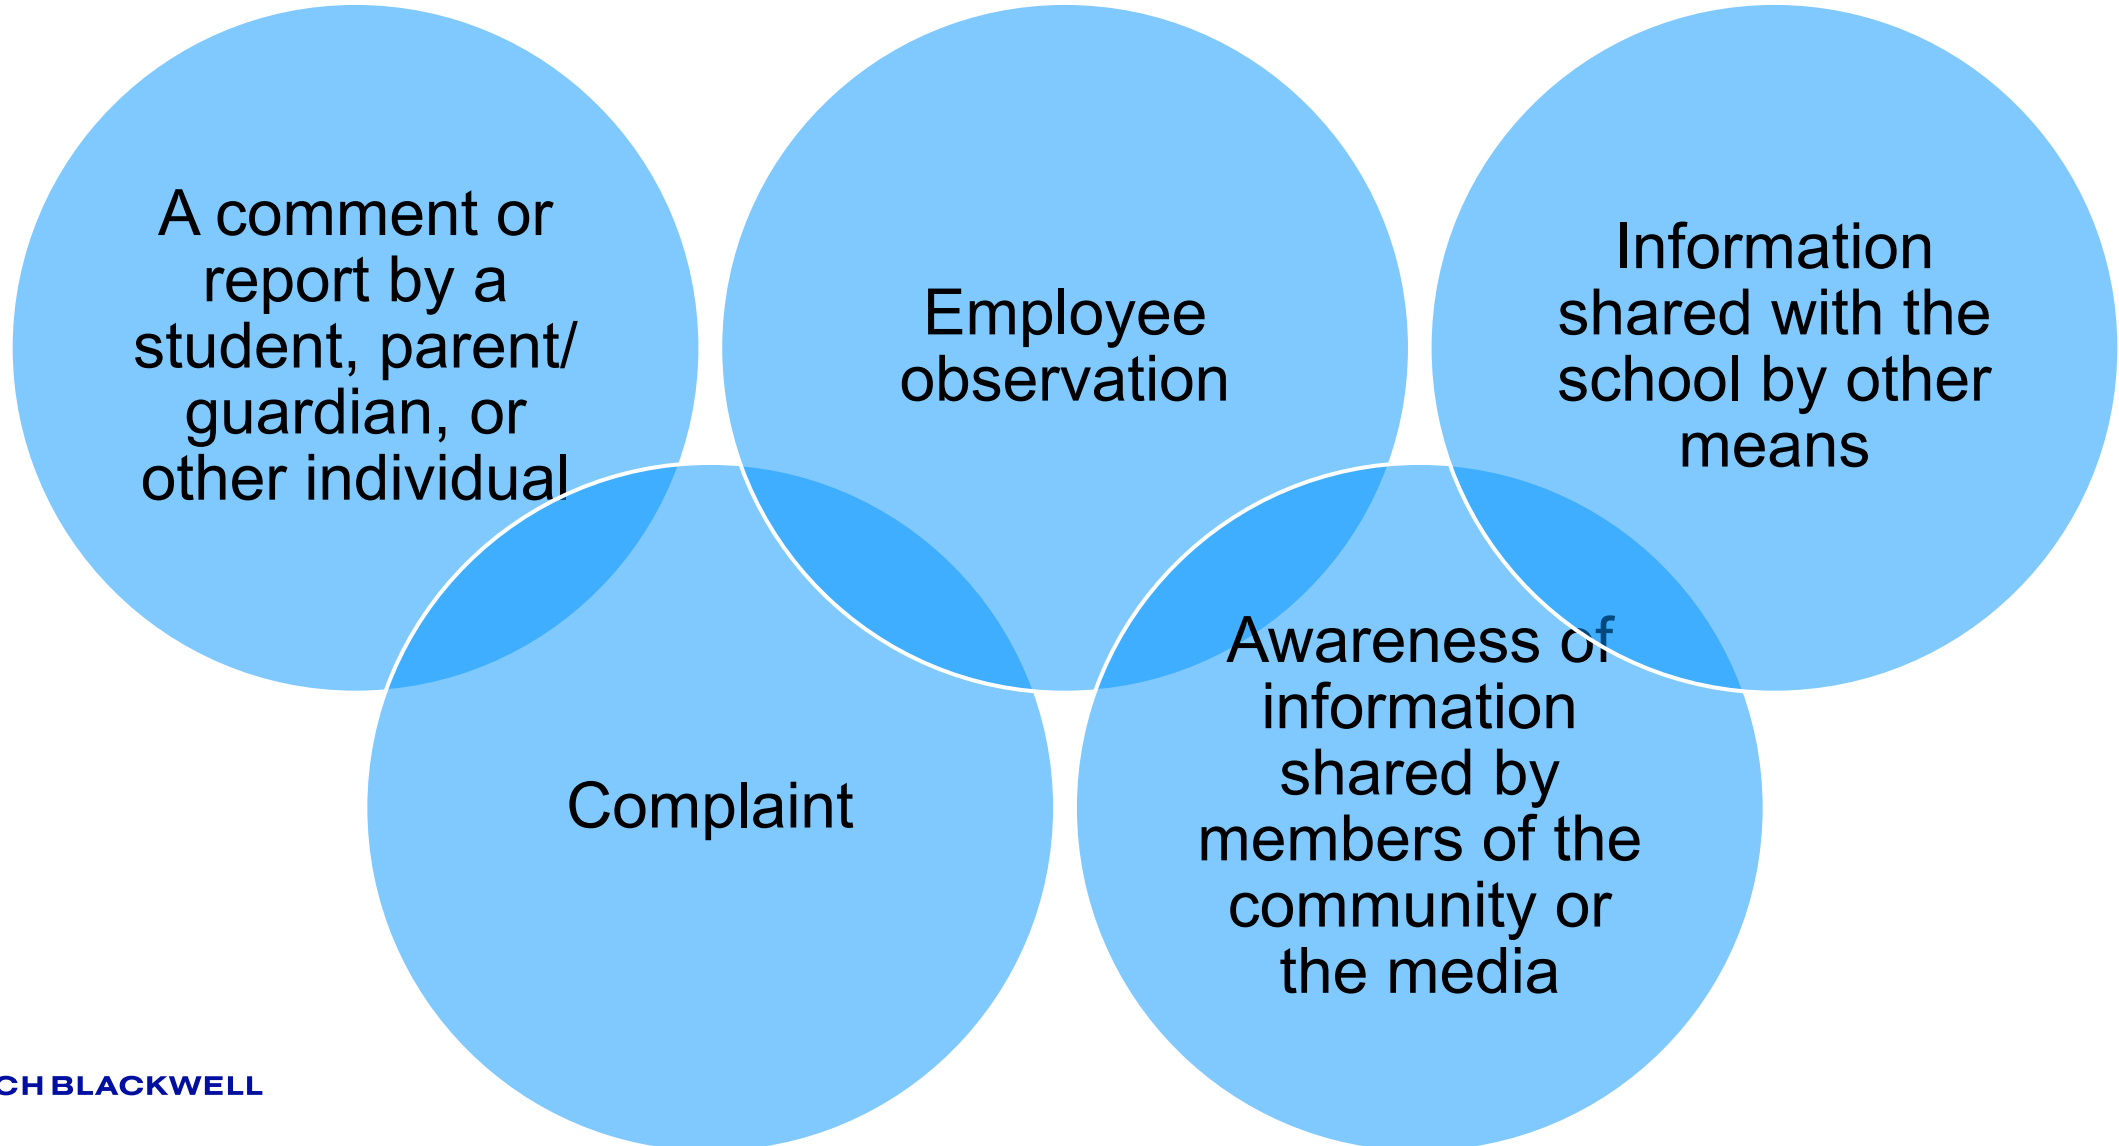 A comment or
report by a
student, parent/
guardian, or
other individual
Employee
observation
Information
shared with the
school by other
means
Complaint
Awareness of
information
shared by
members of the
community or
the media
CH BLACKWELL